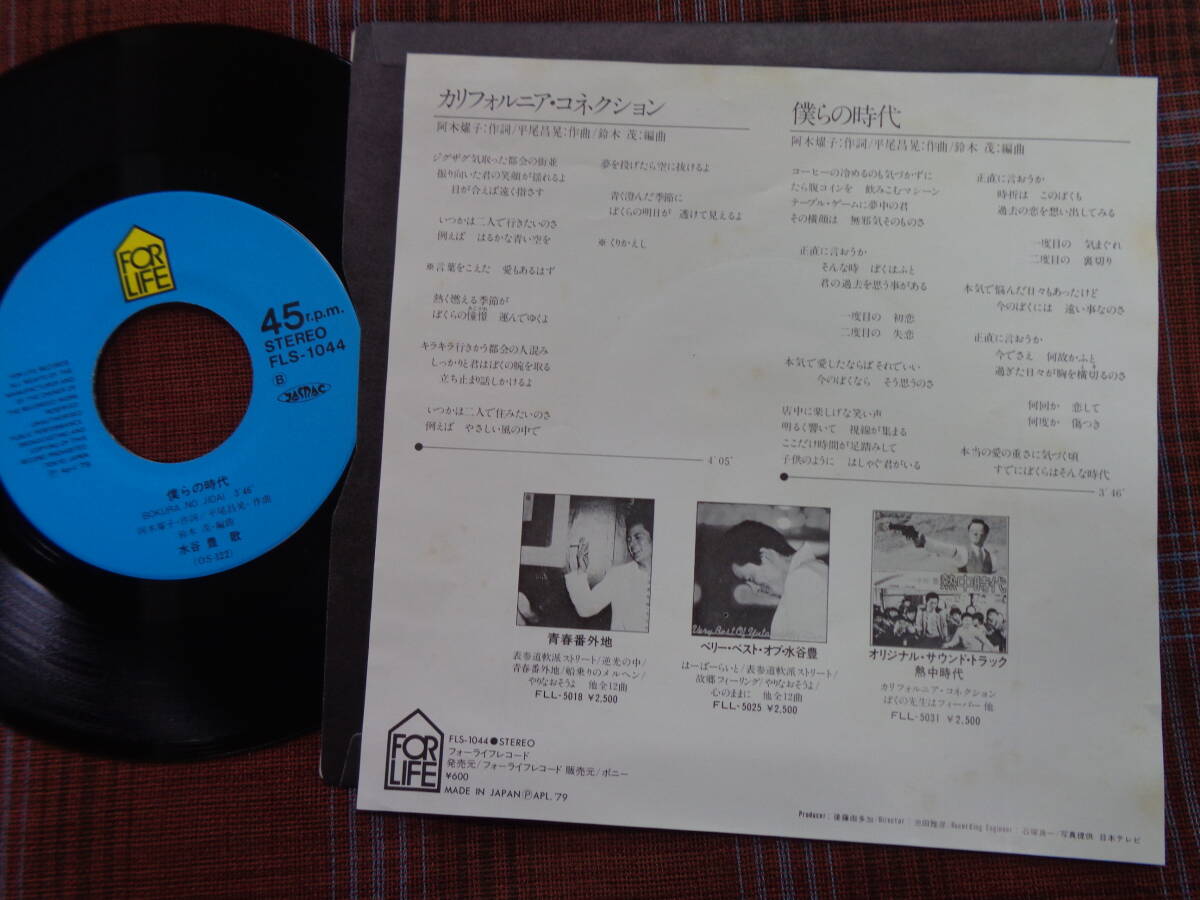 FOR
LIFE
45r.p.m.
STEREO
FLS-1044
B
JASRAC
僕らの時代
BOKURA NO JIDAI 3'46"
阿木燿子・作詞/平尾昌晃・作曲
鈴木 茂・編曲
水谷 豊 歌
(OS-322)
カリフォルニア・コネクション
阿木燿子:作詞/平尾昌晃:作曲/鈴木 茂:編曲
ジグザグ気取った都会の街並
振り向いた君の笑顔が揺れるよ
目が合えば遠く指さす
いつかは二人で行きたいのさ
例えば はるかな青い空を
※言葉をこえた 愛もあるはず
熱く燃える季節が
ぼくらの憧憬 運んでゆくよ
キラキラ行きかう都会の人混み
しっかりと君はぼくの腕を取る
立ち止まり話しかけるよ
いつかは二人で住みたいのさ
例えば やさしい風の中で
夢を投げたら空に抜けるよ
青く澄んだ季節に
ぼくらの明日が 透けて見えるよ
※くりかえし
4′05″
僕らの時代
阿木燿子:作詞/平尾昌晃:作曲/鈴木 茂:編曲
コーヒーの冷めるのも気づかずに
たら腹コインを 飲みこむマシーン
テーブル・ゲームに夢中の君
その横顔は 無邪気そのものさ
正直に言おうか
そんな時 ぼくはふと
君の過去を思う事がある
一度目の 初恋
二度目の 失恋
本気で愛したならばそれでいい
今のぼくなら そう思うのさ
店中に楽しげな笑い声
明るく響いて 視線が集まる
ここだけ時間が足踏みして
子供のように はしゃぐ君がいる
正直に言おうか
時折は このぼくも
過去の恋を想い出してみる
一度目の 気まぐれ
二度目の 裏切り
本気で悩んだ日々もあったけど
今のぼくには 遠い事なのさ
正直に言おうか
今でさえ 何故かふと
過ぎた日々が胸を横切るのさ
何回か 恋して
何度か 傷つき
本当の愛の重さに気づく頃
すでにぼくらはそんな時代
3′46″
青春番外地
表参道軟派ストリート/逆光の中/
青春番外地/船乗りのメルヘン/
やりなおそうよ 他全12曲
FLL-5018 ¥2,500
Very Best Of Yutaka
ベリー・ベスト・オブ・水谷豊
はーばーらいと/表参道軟派ストリート/
故郷フィーリング/やりなおそうよ/
心のままに 他全12曲
FLL-5025 ¥2,500
熱中時代
オリジナル・サウンド・トラック
熱中時代
カリフォルニア・コネクション
ぼくの先生はフィーバー 他
FLL-5031 ¥2,500
FOR
LIFE
FLS-1044●STEREO
フォーライフレコード
発売元/フォーライフレコード 販売元/ポニー
¥600
MADE IN JAPAN Ⓟ APL.'79
Producer:後藤由多加/Director: /Recording Engineer: /写真提供 日本テレビ